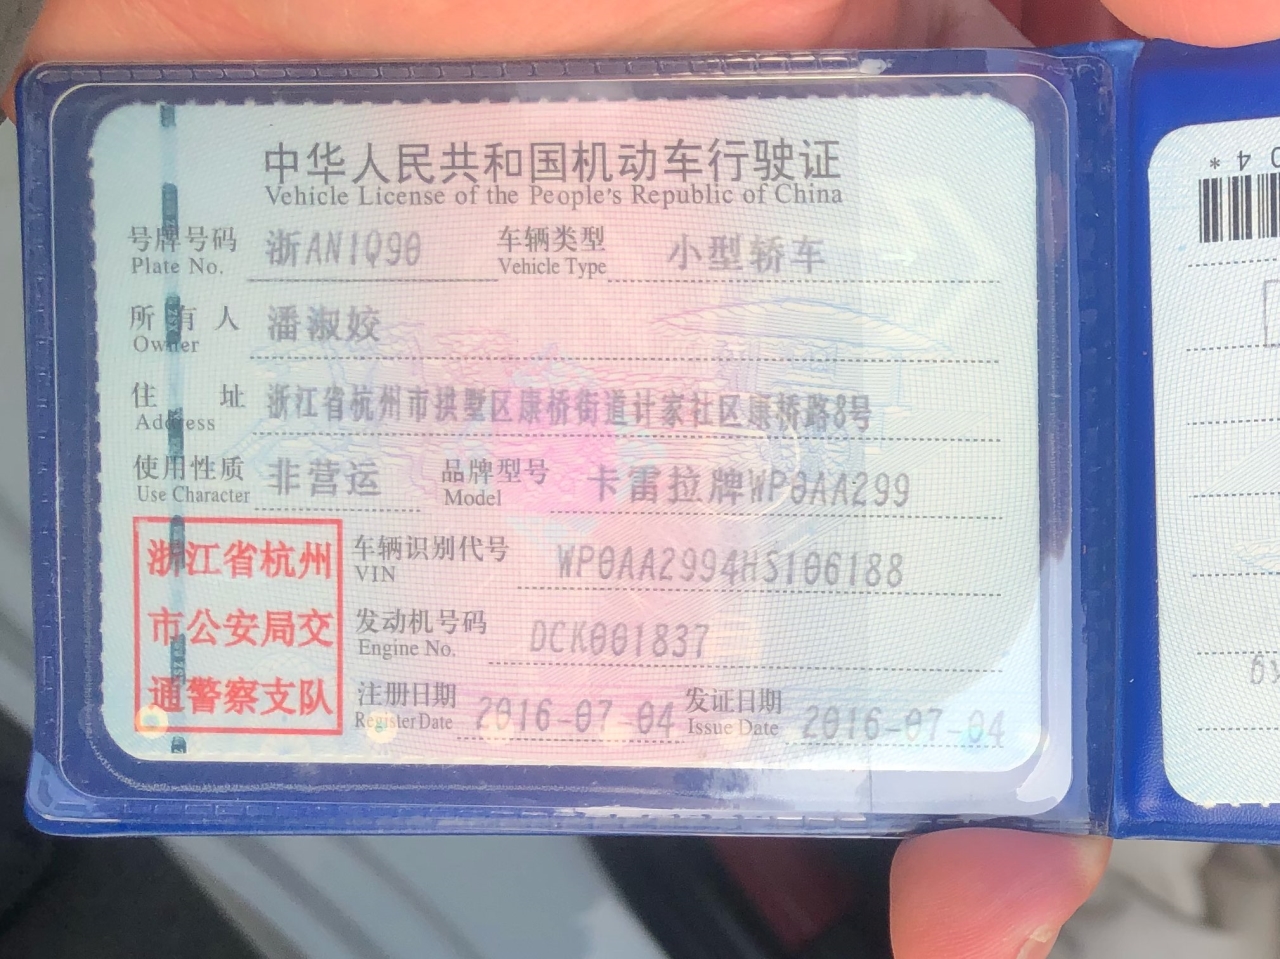 中华人民共和国机动车行驶证
Vehicle License of the People's Republic of China
号牌号码 浙AN1Q90 车辆类型 小型轿车
Plate No. Vehicle Type
所有人 潘淑姣
Owner
住址 浙江省杭州市拱墅区康桥街道计家社区康桥路8号
Address
使用性质 非营运 品牌型号 卡雷拉牌WP0AA299
Use Character Model
浙江省杭州
市公安局交
通警察支队
车辆识别代号 WP0AA2994HS106188
VIN
发动机号码 DCK001837
Engine No.
注册日期 2016-07-04 发证日期 2016-07-04
Register Date Issue Date